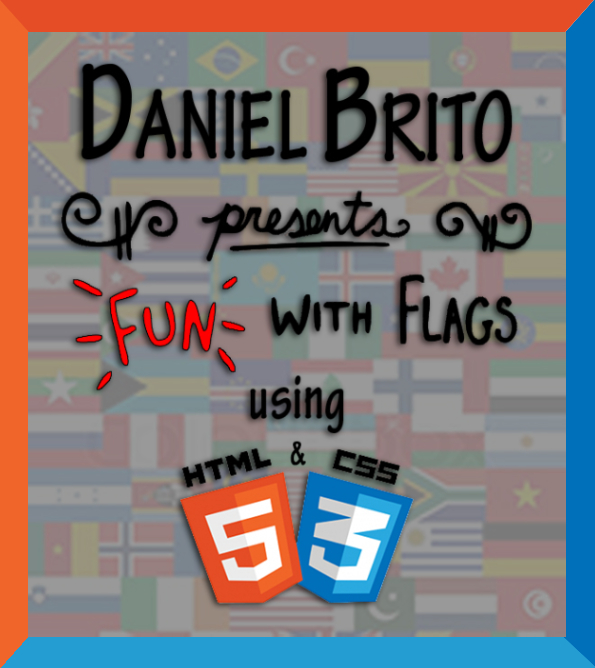 DANIEL BRITO
presents
FUN WITH FLAGS
using
HTML & CSS
5 3